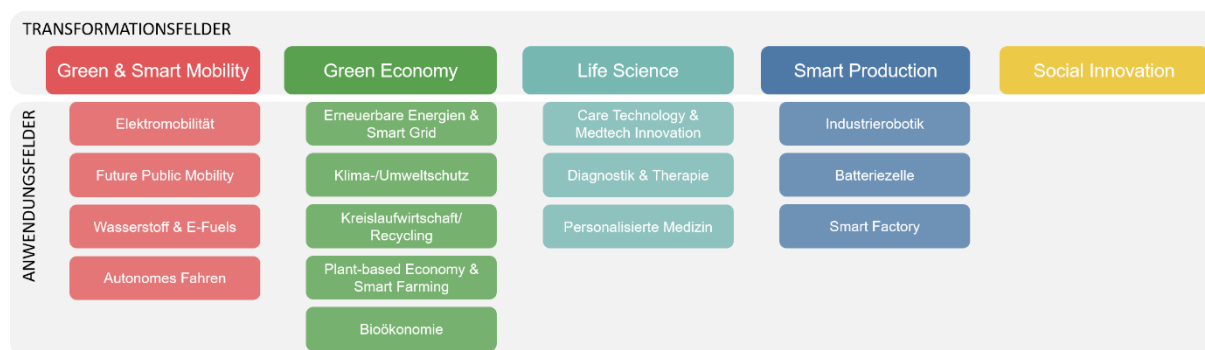 TRANSFORMATIONSFELDER
Green & Smart Mobility
Green Economy
Life Science
Smart Production
Social Innovation
ANWENDUNGSFELDER
Elektromobilität
Future Public Mobility
Wasserstoff & E-Fuels
Autonomes Fahren
Erneuerbare Energien &
Smart Grid
Klima-/Umweltschutz
Kreislaufwirtschaft/
Recycling
Plant-based Economy &
Smart Farming
Bioökonomie
Care Technology &
Medtech Innovation
Diagnostik & Therapie
Personalisierte Medizin
Industrierobotik
Batteriezelle
Smart Factory